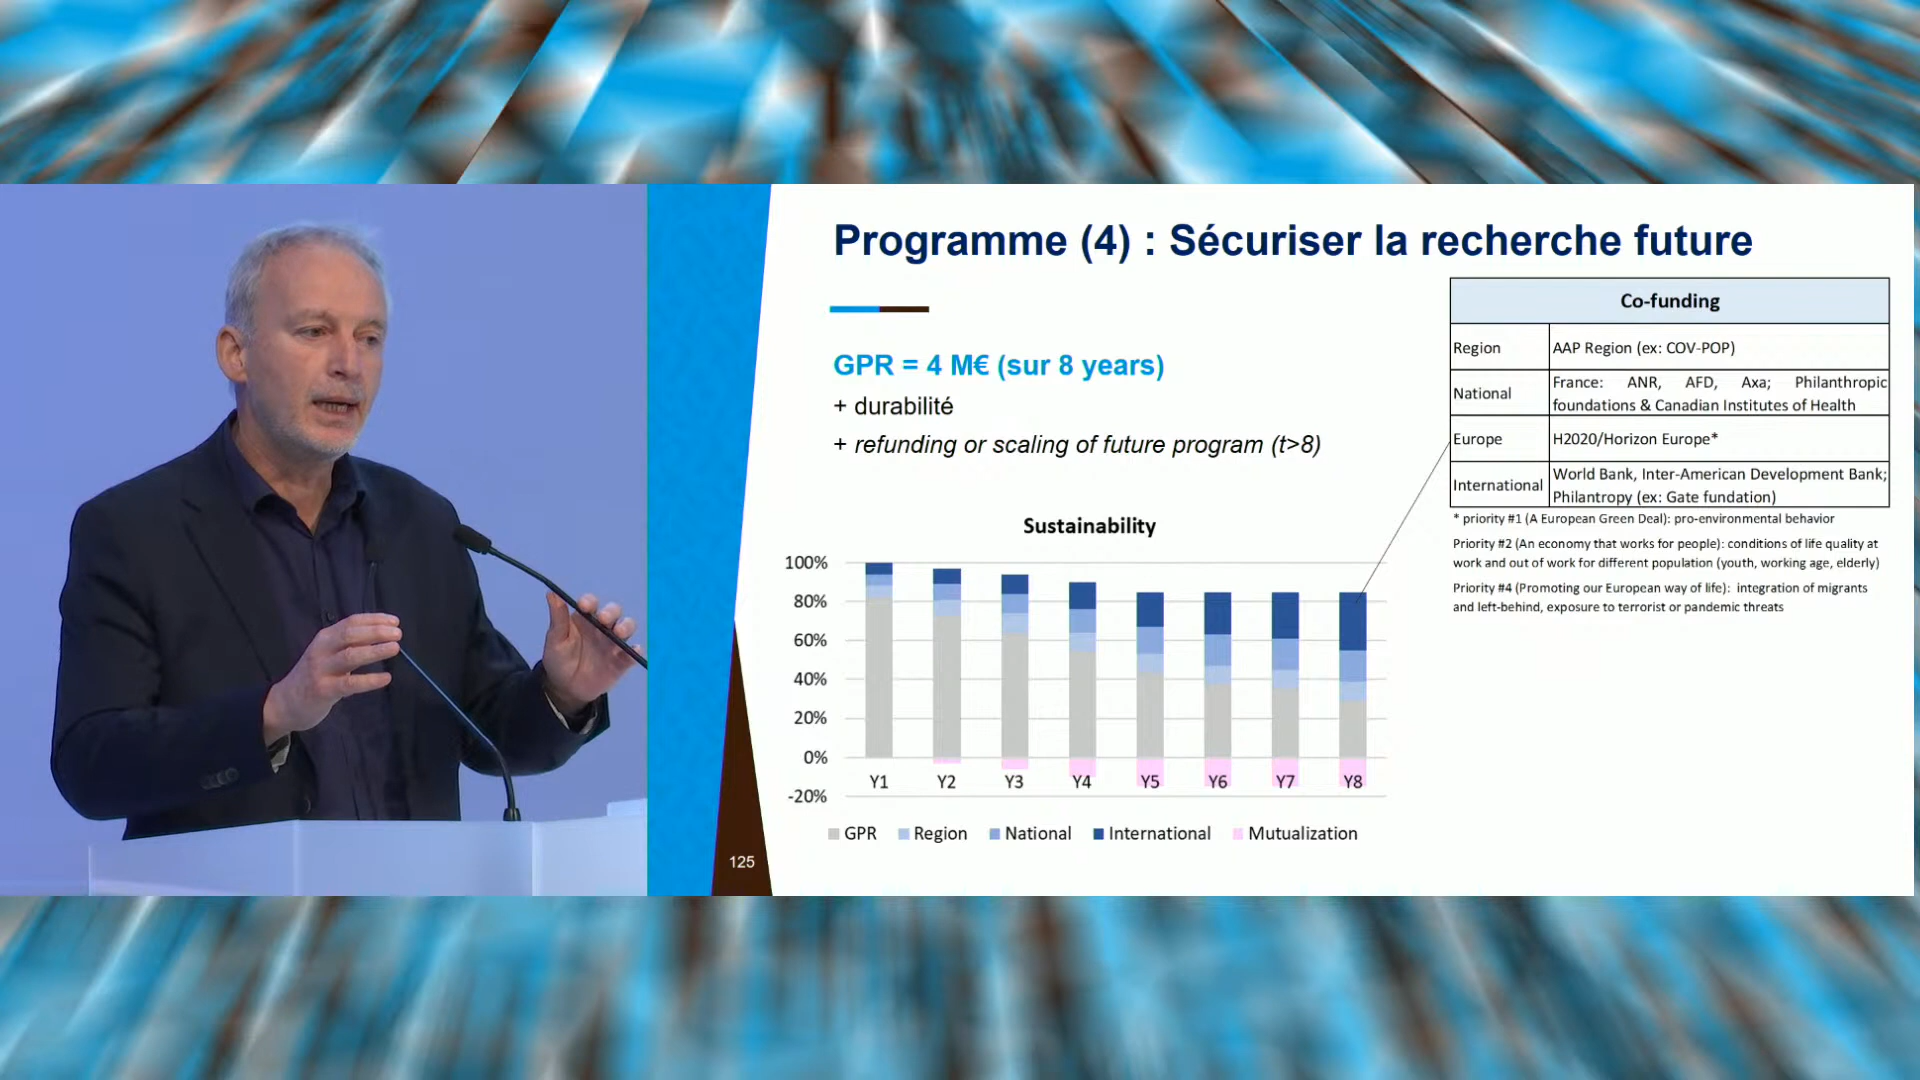 Programme (4) : Sécuriser la recherche future
GPR = 4 M€ (sur 8 years)
+ durabilité
+ refunding or scaling of future program (t>8)
Co-funding
Region AAP Region (ex: COV-POP)
National France: ANR, AFD, Axa; Philanthropic
foundations & Canadian Institutes of Health
Europe H2020/Horizon Europe*
International World Bank, Inter-American Development Bank;
Philantropy (ex: Gate fundation)
* priority #1 (A European Green Deal): pro-environmental behavior
Priority #2 (An economy that works for people): conditions of life quality at
work and out of work for different population (youth, working age, elderly)
Priority #4 (Promoting our European way of life): integration of migrants
and left-behind, exposure to terrorist or pandemic threats
Sustainability
100%
80%
60%
40%
20%
0%
-20%
Y1 Y2 Y3 Y4 Y5 Y6 Y7 Y8
GPR Region National International Mutualization
125